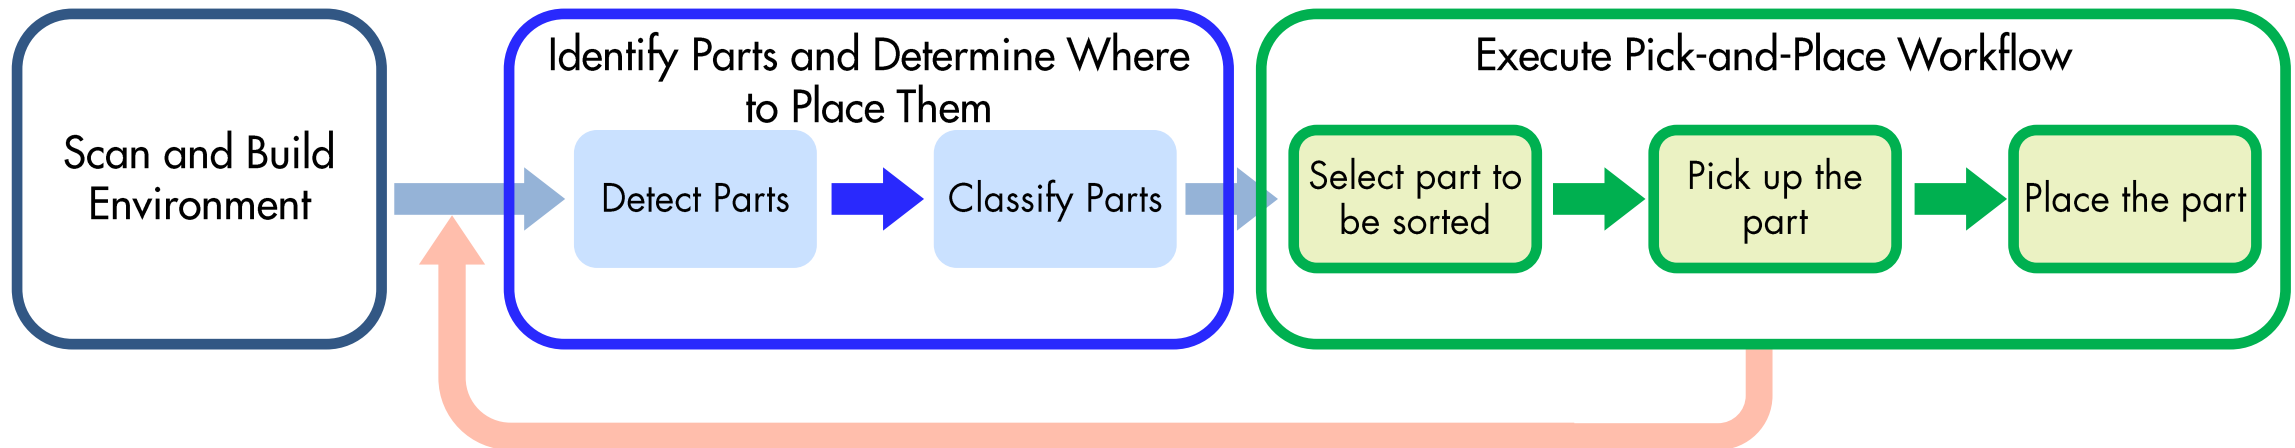 Scan and Build
Environment
Identify Parts and Determine Where
to Place Them
Detect Parts
Classify Parts
Execute Pick-and-Place Workflow
Select part to
be sorted
Pick up the
part
Place the part